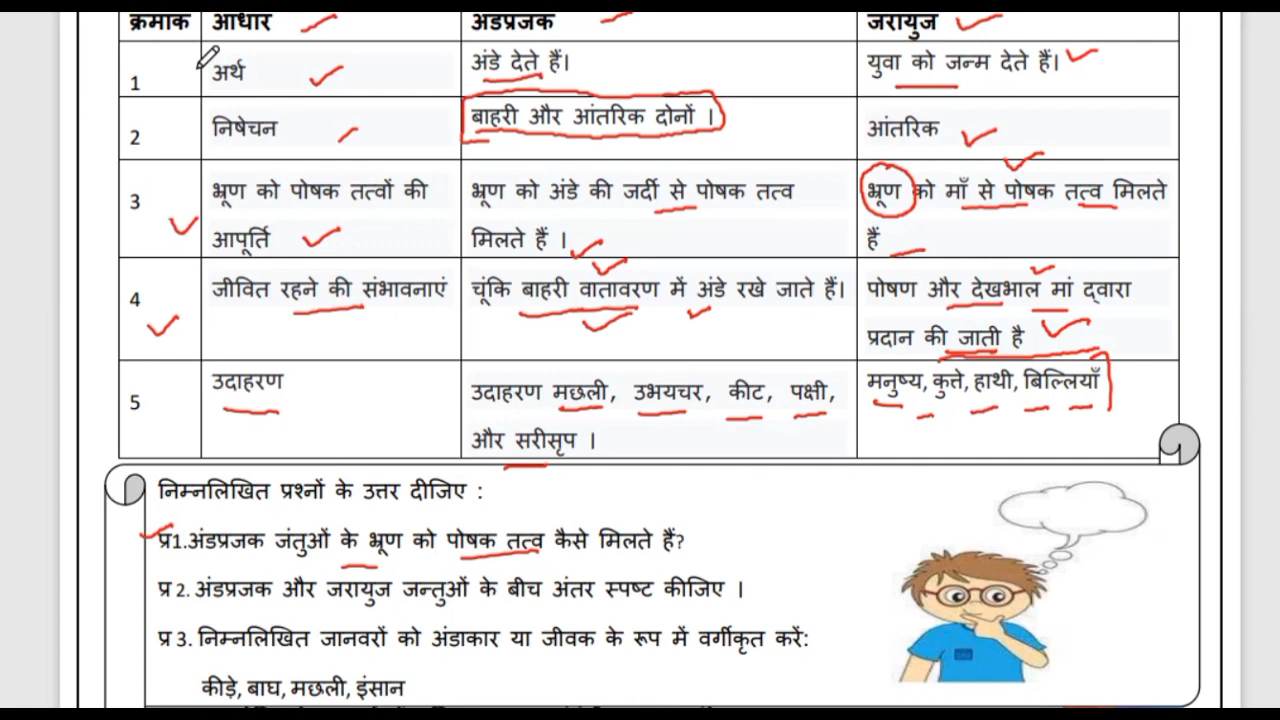 क्रमांक आधार अंडप्रजक जरायुज
1 अर्थ अंडे देते हैं। युवा को जन्म देते हैं।
2 निषेचन बाहरी और आंतरिक दोनों । आंतरिक
3 भ्रूण को पोषक तत्वों की भ्रूण को अंडे की जर्दी से पोषक तत्व भ्रूण को माँ से पोषक तत्व मिलते
आपूर्ति मिलते हैं । हैं
4 जीवित रहने की संभावनाएं चूंकि बाहरी वातावरण में अंडे रखे जाते हैं। पोषण और देखभाल मां द्वारा
प्रदान की जाती है
5 उदाहरण उदाहरण मछली, उभयचर, कीट, पक्षी, मनुष्य, कुत्ते, हाथी, बिल्लियाँ
और सरीसृप ।
निम्नलिखित प्रश्नों के उत्तर दीजिए :
प्र1.अंडप्रजक जंतुओं के भ्रूण को पोषक तत्व कैसे मिलते हैं?
प्र 2. अंडप्रजक और जरायुज जन्तुओं के बीच अंतर स्पष्ट कीजिए ।
प्र 3. निम्नलिखित जानवरों को अंडाकार या जीवक के रूप में वर्गीकृत करें:
कीड़े, बाघ, मछली, इंसान